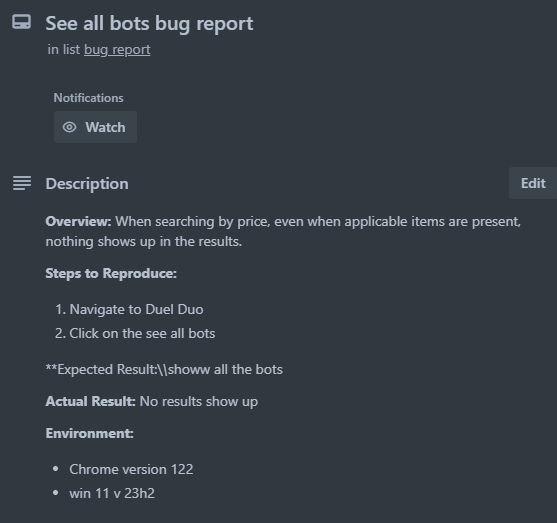 See all bots bug report
in list bug report
Notifications
Watch
Description
Edit
Overview: When searching by price, even when applicable items are present,
nothing shows up in the results.
Steps to Reproduce:
1. Navigate to Duel Duo
2. Click on the see all bots
**Expected Result:\\showw all the bots
Actual Result: No results show up
Environment:
• Chrome version 122
• win 11 v 23h2